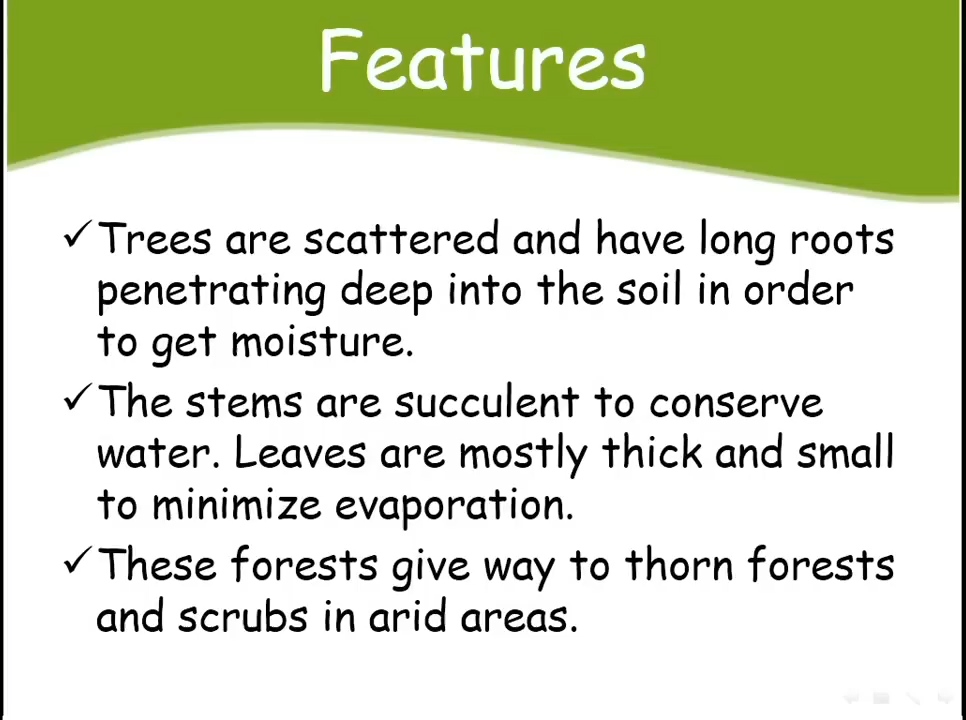 Features
✓Trees are scattered and have long roots
penetrating deep into the soil in order
to get moisture.
✓The stems are succulent to conserve
water. Leaves are mostly thick and small
to minimize evaporation.
✓These forests give way to thorn forests
and scrubs in arid areas.